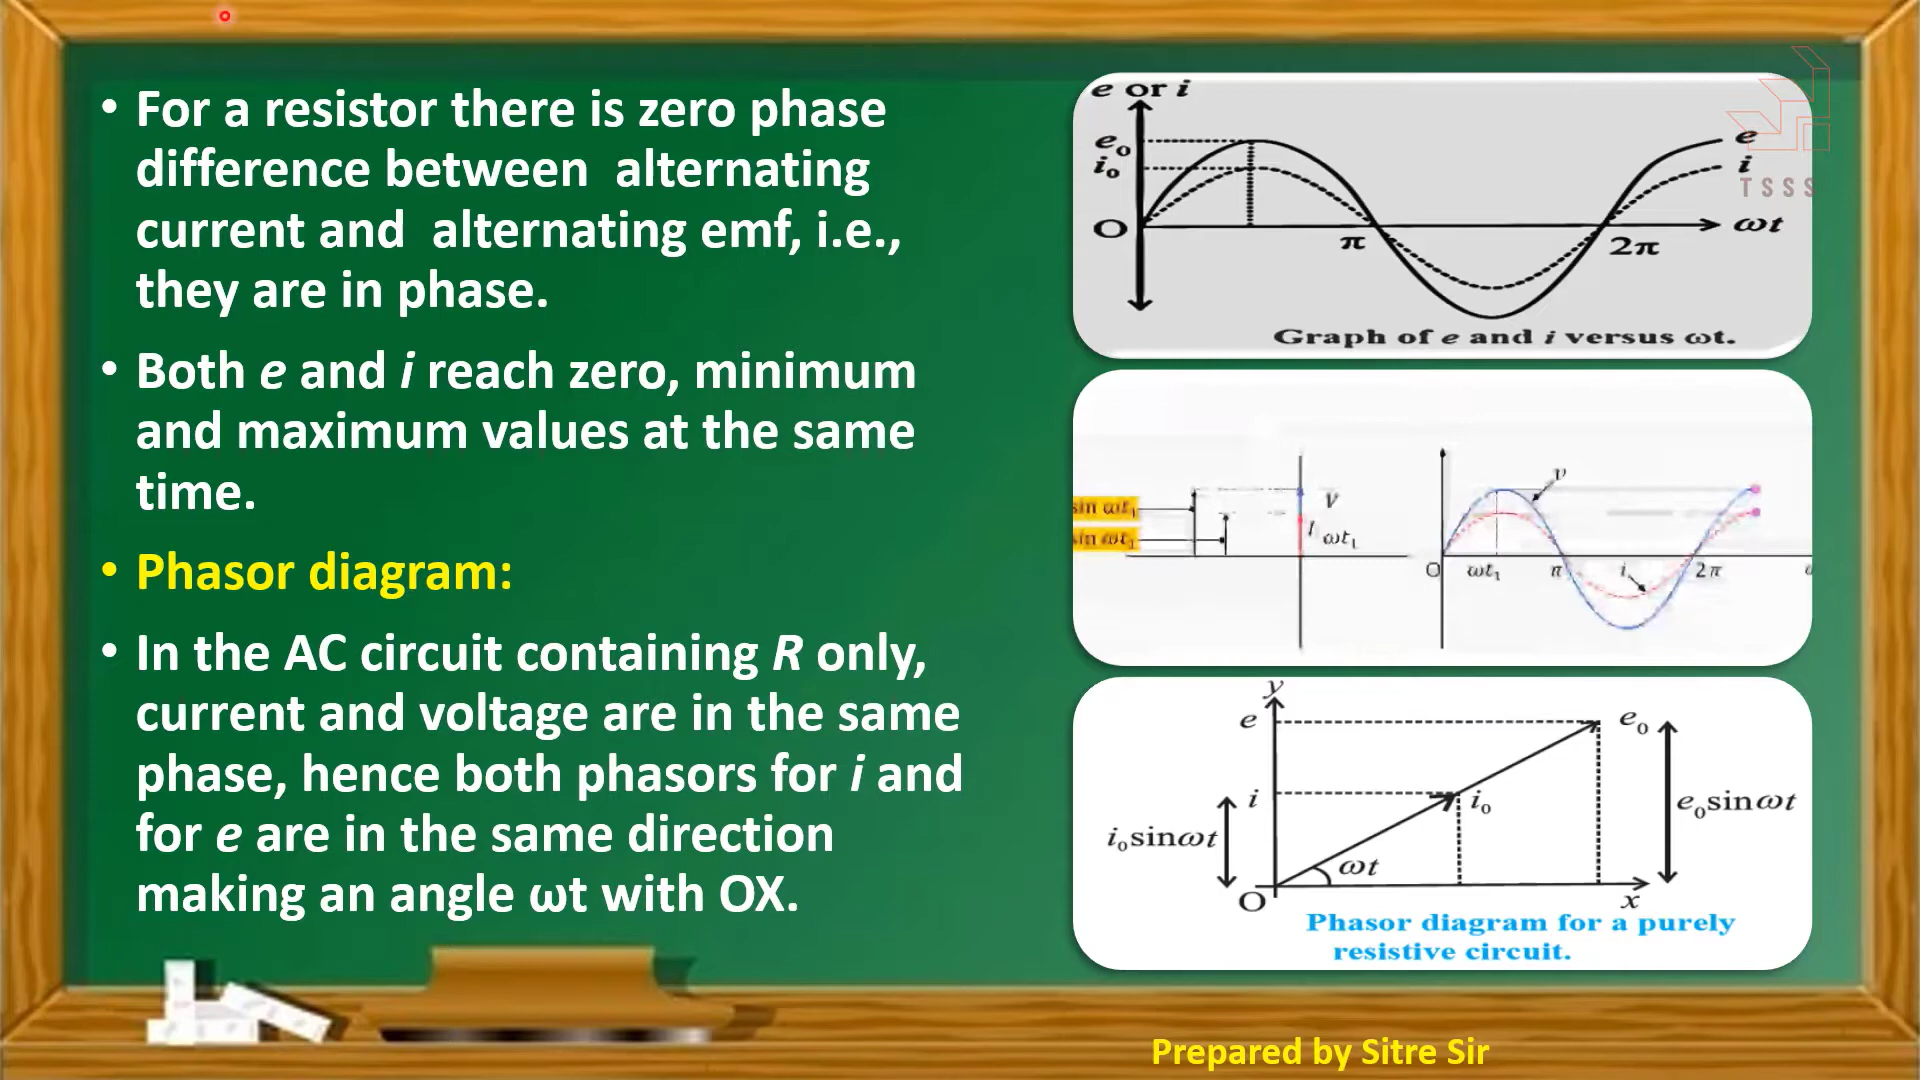 • For a resistor there is zero phase
difference between alternating
current and alternating emf, i.e.,
they are in phase.
• Both e and i reach zero, minimum
and maximum values at the same
time.
• Phasor diagram:
• In the AC circuit containing R only,
current and voltage are in the same
phase, hence both phasors for i and
for e are in the same direction
making an angle ωt with OX.
e or i
e₀
i₀
O
π
2π
ωt
e
i
TSSS
Graph of e and i versus ωt.
sin ωt₁
sin ωt₁
V
I
ωt₁
v
O
ωt₁
π
i
2π
y
e
e₀
i
i₀
i₀sinωt
e₀sinωt
ωt
O
x
Phasor diagram for a purely
resistive circuit.
Prepared by Sitre Sir